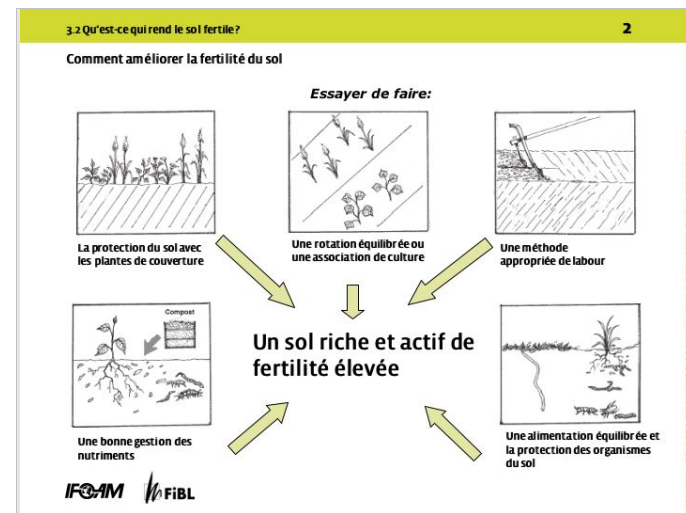 3.2 Qu'est-ce qui rend le sol fertile?
2
Comment améliorer la fertilité du sol
Essayer de faire:
La protection du sol avec
les plantes de couverture
Une rotation équilibrée ou
une association de culture
Une méthode
appropriée de labour
Compost
Un sol riche et actif de
fertilité élevée
Une bonne gestion des
nutriments
Une alimentation équilibrée et
la protection des organismes
du sol
IFOAM
FiBL